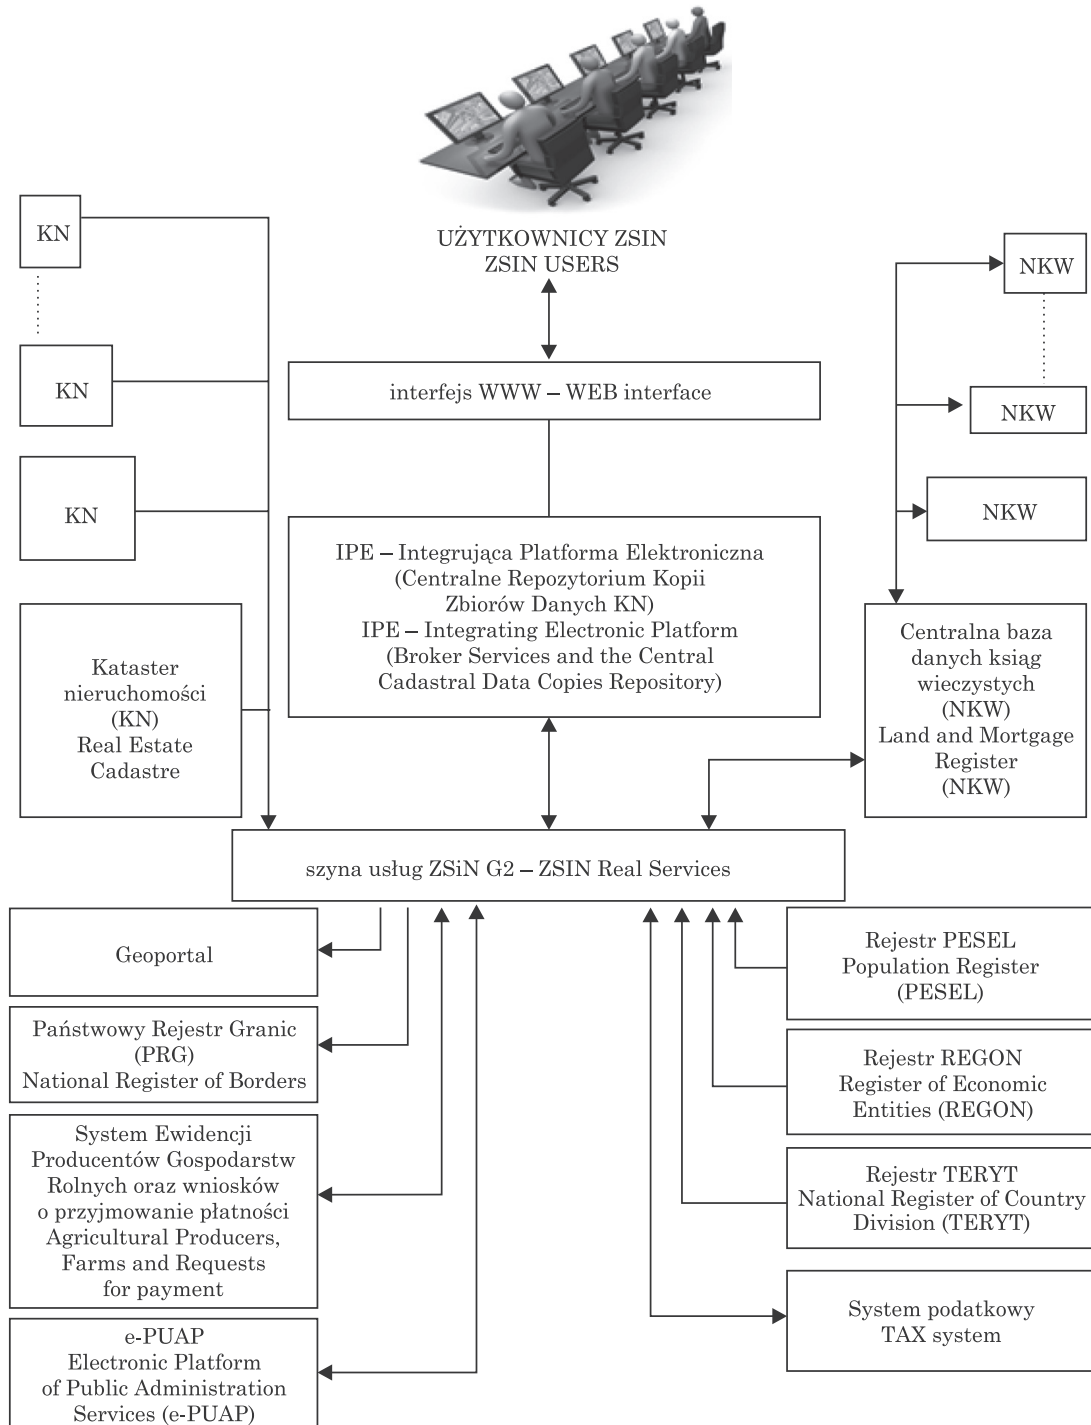 UŻYTKOWNICY ZSIN
ZSIN USERS
KN
KN
KN
Kataster
nieruchomości
(KN)
Real Estate
Cadastre
interfejs WWW – WEB interface
IPE – Integrująca Platforma Elektroniczna
(Centralne Repozytorium Kopii
Zbiorów Danych KN)
IPE – Integrating Electronic Platform
(Broker Services and the Central
Cadastral Data Copies Repository)
NKW
NKW
NKW
Centralna baza
danych ksiąg
wieczystych
(NKW)
Land and Mortgage
Register
(NKW)
szyna usług ZSiN G2 – ZSIN Real Services
Geoportal
Państwowy Rejestr Granic
(PRG)
National Register of Borders
System Ewidencji
Producentów Gospodarstw
Rolnych oraz wniosków
o przyjmowanie płatności
Agricultural Producers,
Farms and Requests
for payment
e-PUAP
Electronic Platform
of Public Administration
Services (e-PUAP)
Rejestr PESEL
Population Register
(PESEL)
Rejestr REGON
Register of Economic
Entities (REGON)
Rejestr TERYT
National Register of Country
Division (TERYT)
System podatkowy
TAX system